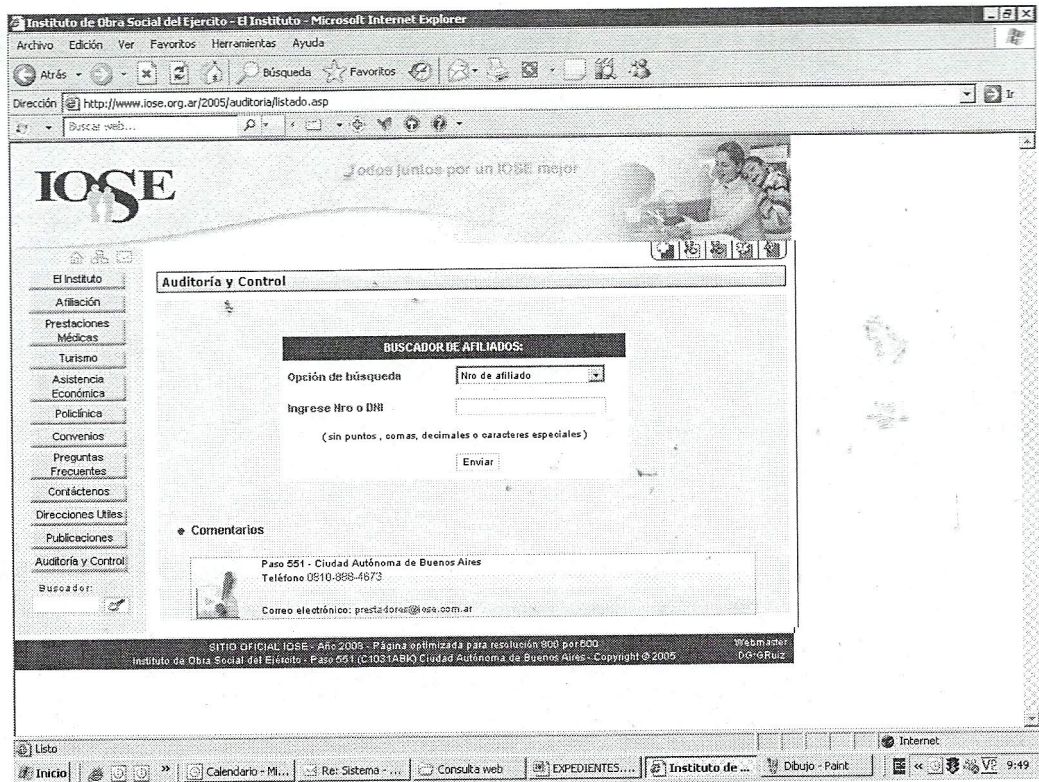 Instituto de Obra Social del Ejercito - El Instituto - Microsoft Internet Explorer
Archivo Edición Ver Favoritos Herramientas Ayuda
Atrás Búsqueda Favoritos
Dirección http://www.iose.org.ar/2005/auditoria/listado.asp Ir
Buscar web...
IOSE
Todos juntos por un IOSE mejor
El Instituto
Afiliación
Prestaciones
Médicas
Turismo
Asistencia
Económica
Policlínica
Convenios
Preguntas
Frecuentes
Contáctenos
Direcciones Utiles
Publicaciones
Auditoría y Control
Buscador:
Auditoría y Control
BUSCADOR DE AFILIADOS:
Opción de búsqueda Nro de afiliado
Ingrese Nro o DNI
( sin puntos , comas, decimales o caracteres especiales )
Enviar
Comentarios
Paso 551 - Ciudad Autónoma de Buenos Aires
Teléfono 0810-888-4673
Correo electrónico: prestadores@iose.com.ar
SITIO OFICIAL IOSE - Año 2008 - Página optimizada para resolución 800 por 600
Instituto de Obra Social del Ejército - Paso 551 (C1031ABK) Ciudad Autónoma de Buenos Aires - Copyright @ 2005
Webmaster
DG-GRuiz
Listo Internet
Inicio » Calendario - Mi... Re: Sistema - ... Consulta web EXPEDIENTES.... Instituto de ... Dibujo - Paint « 9:49